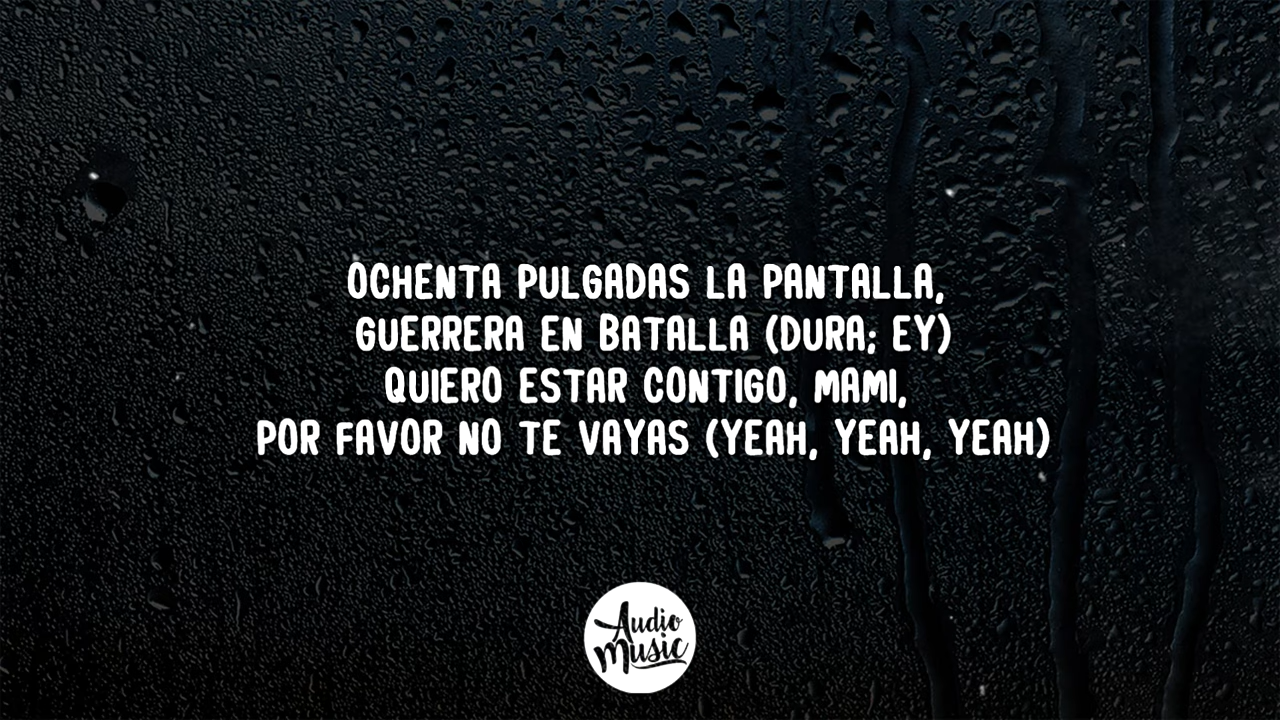 OCHENTA PULGADAS LA PANTALLA,
GUERRERA EN BATALLA (DURA; EY)
QUIERO ESTAR CONTIGO, MAMI,
POR FAVOR NO TE VAYAS (YEAH, YEAH, YEAH)
Audio
Music